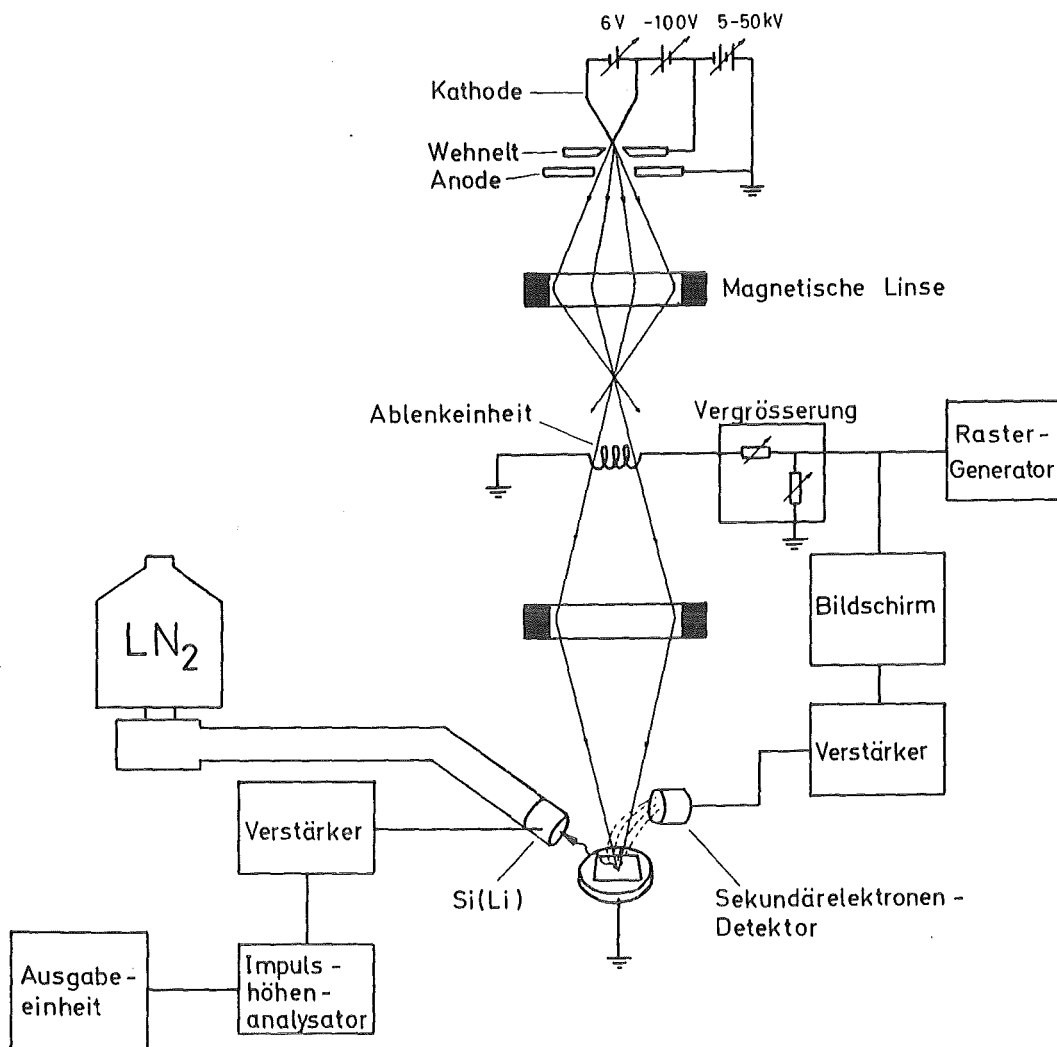 6V -100V 5-50kV
Kathode
Wehnelt
Anode
Magnetische Linse
Ablenkeinheit
Vergrösserung
Raster-
Generator
LN2
Bildschirm
Verstärker
Verstärker
Si(Li)
Sekundärelektronen-
Detektor
Ausgabe-
einheit
Impuls-
höhen-
analysator